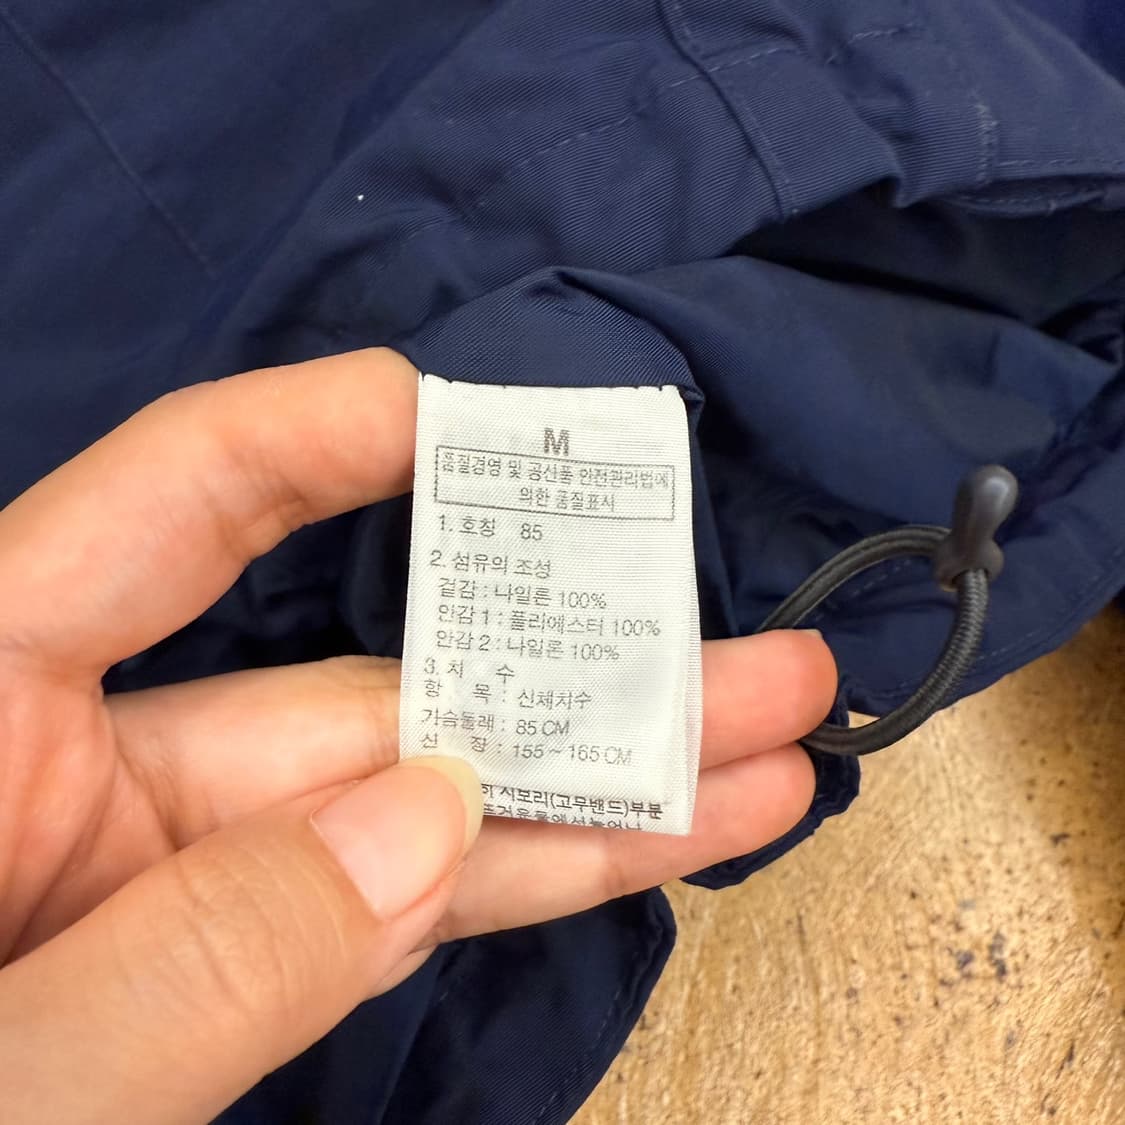 M
품질경영 및 공산품 안전관리법에
의한 품질표시
1. 호칭 85
2. 섬유의 조성
겉감 : 나일론 100%
안감 1 : 폴리에스터 100%
안감 2 : 나일론 100%
3. 치 수
항 목 : 신체치수
가슴둘레 : 85 CM
신 장 : 155 ~ 165 CM
시보리(고무밴드)부분